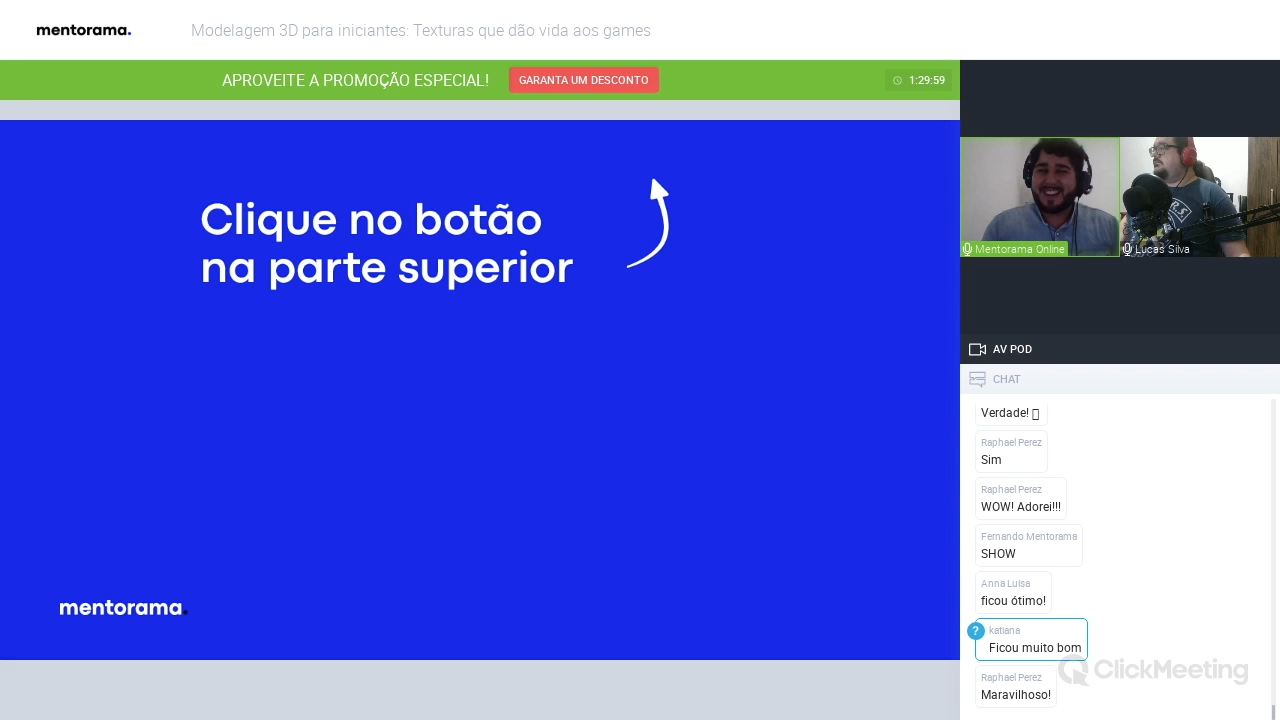 mentorama.
Modelagem 3D para iniciantes: Texturas que dão vida aos games
APROVEITE A PROMOÇÃO ESPECIAL!
GARANTA UM DESCONTO
1:29:59
Clique no botão
na parte superior
mentorama.
Mentorama Online
Lucas Silva
AV POD
CHAT
Verdade!
Raphael Perez
Sim
Raphael Perez
WOW! Adorei!!!
Fernando Mentorama
SHOW
Anna Luísa
ficou ótimo!
?
katiana
Ficou muito bom
Raphael Perez
Maravilhoso!
ClickMeeting